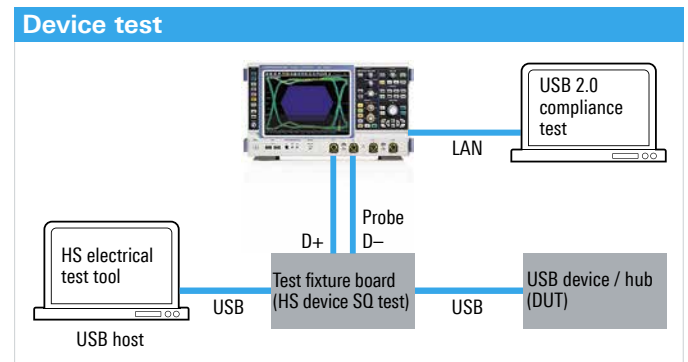 Device test
USB 2.0
compliance
test
LAN
Probe
D+
D–
HS electrical
test tool
USB host
USB
Test fixture board
(HS device SQ test)
USB
USB device / hub
(DUT)